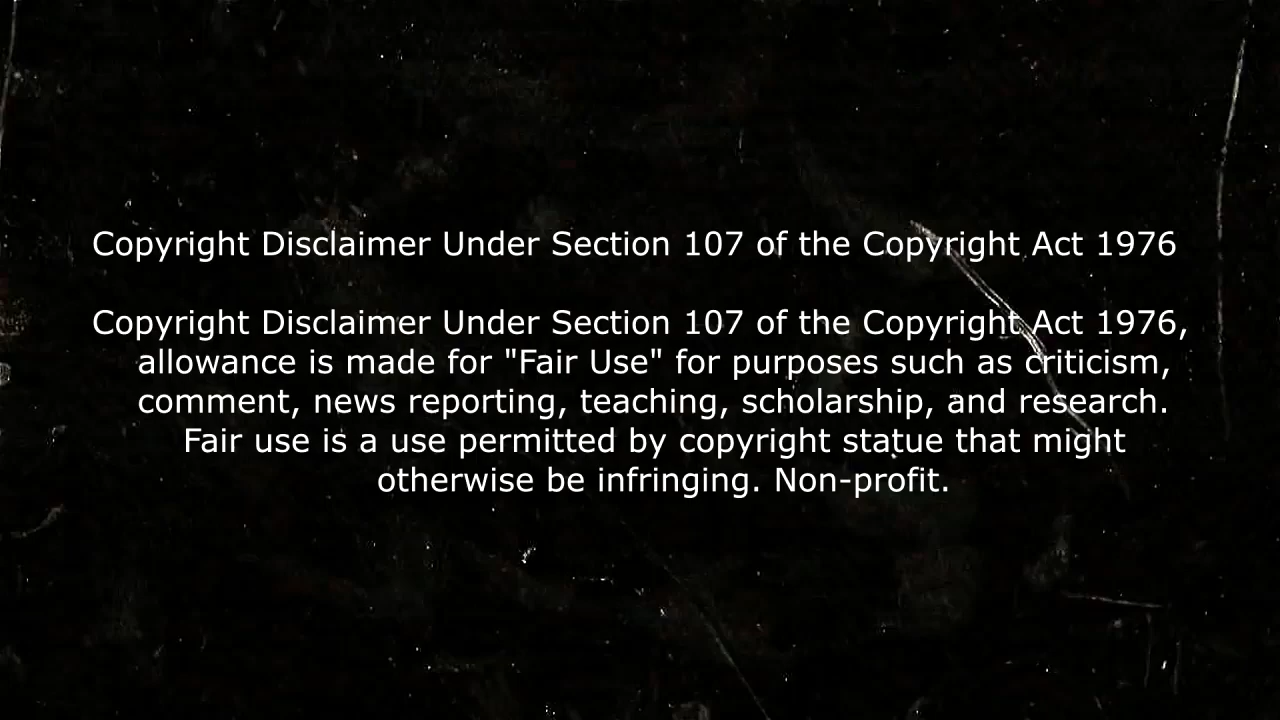 Copyright Disclaimer Under Section 107 of the Copyright Act 1976
Copyright Disclaimer Under Section 107 of the Copyright Act 1976,
allowance is made for "Fair Use" for purposes such as criticism,
comment, news reporting, teaching, scholarship, and research.
Fair use is a use permitted by copyright statue that might
otherwise be infringing. Non-profit.